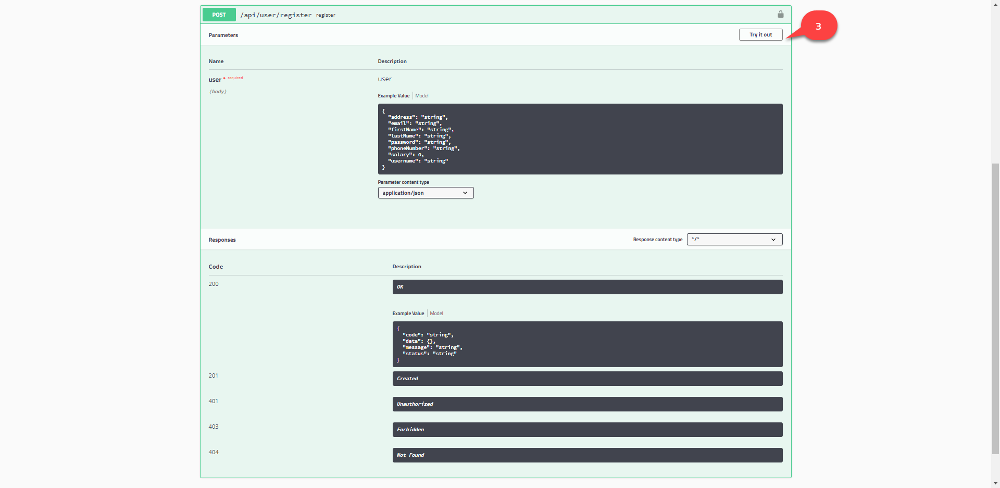 POST /api/user/register register
3
Parameters Try it out
Name Description
user * required user
(body)
Example Value Model
{
"address": "string",
"email": "string",
"firstName": "string",
"lastName": "string",
"password": "string",
"phoneNumber": "string",
"salary": 0,
"username": "string"
}
Parameter content type
application/json
Responses Response content type */*
Code Description
200 OK
Example Value Model
{
"code": "string",
"data": {},
"message": "string",
"status": "string"
}
201 Created
401 Unauthorized
403 Forbidden
404 Not Found